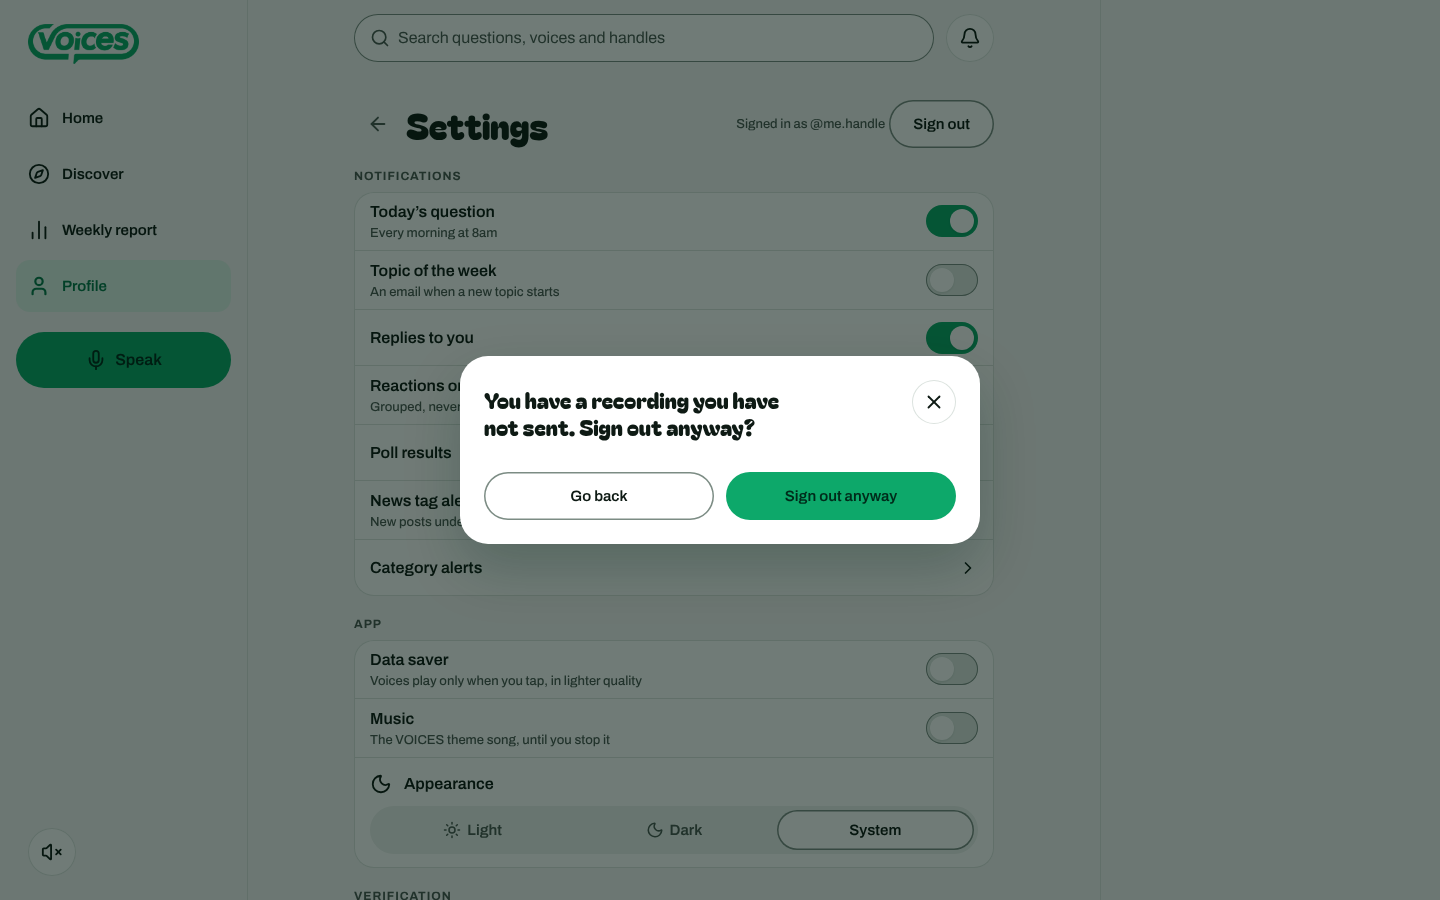 Voices
Search questions, voices and handles
Home
Discover
Weekly report
Profile
Speak
Settings
Signed in as @me.handle
Sign out
NOTIFICATIONS
Today’s question
Every morning at 8am
Topic of the week
An email when a new topic starts
Replies to you
Reactions
Grouped, never
Poll results
News tag
New posts
You have a recording you have
not sent. Sign out anyway?
Go back
Sign out anyway
Category alerts
APP
Data saver
Voices play only when you tap, in lighter quality
Music
The VOICES theme song, until you stop it
Appearance
Light
Dark
System
VERIFICATION